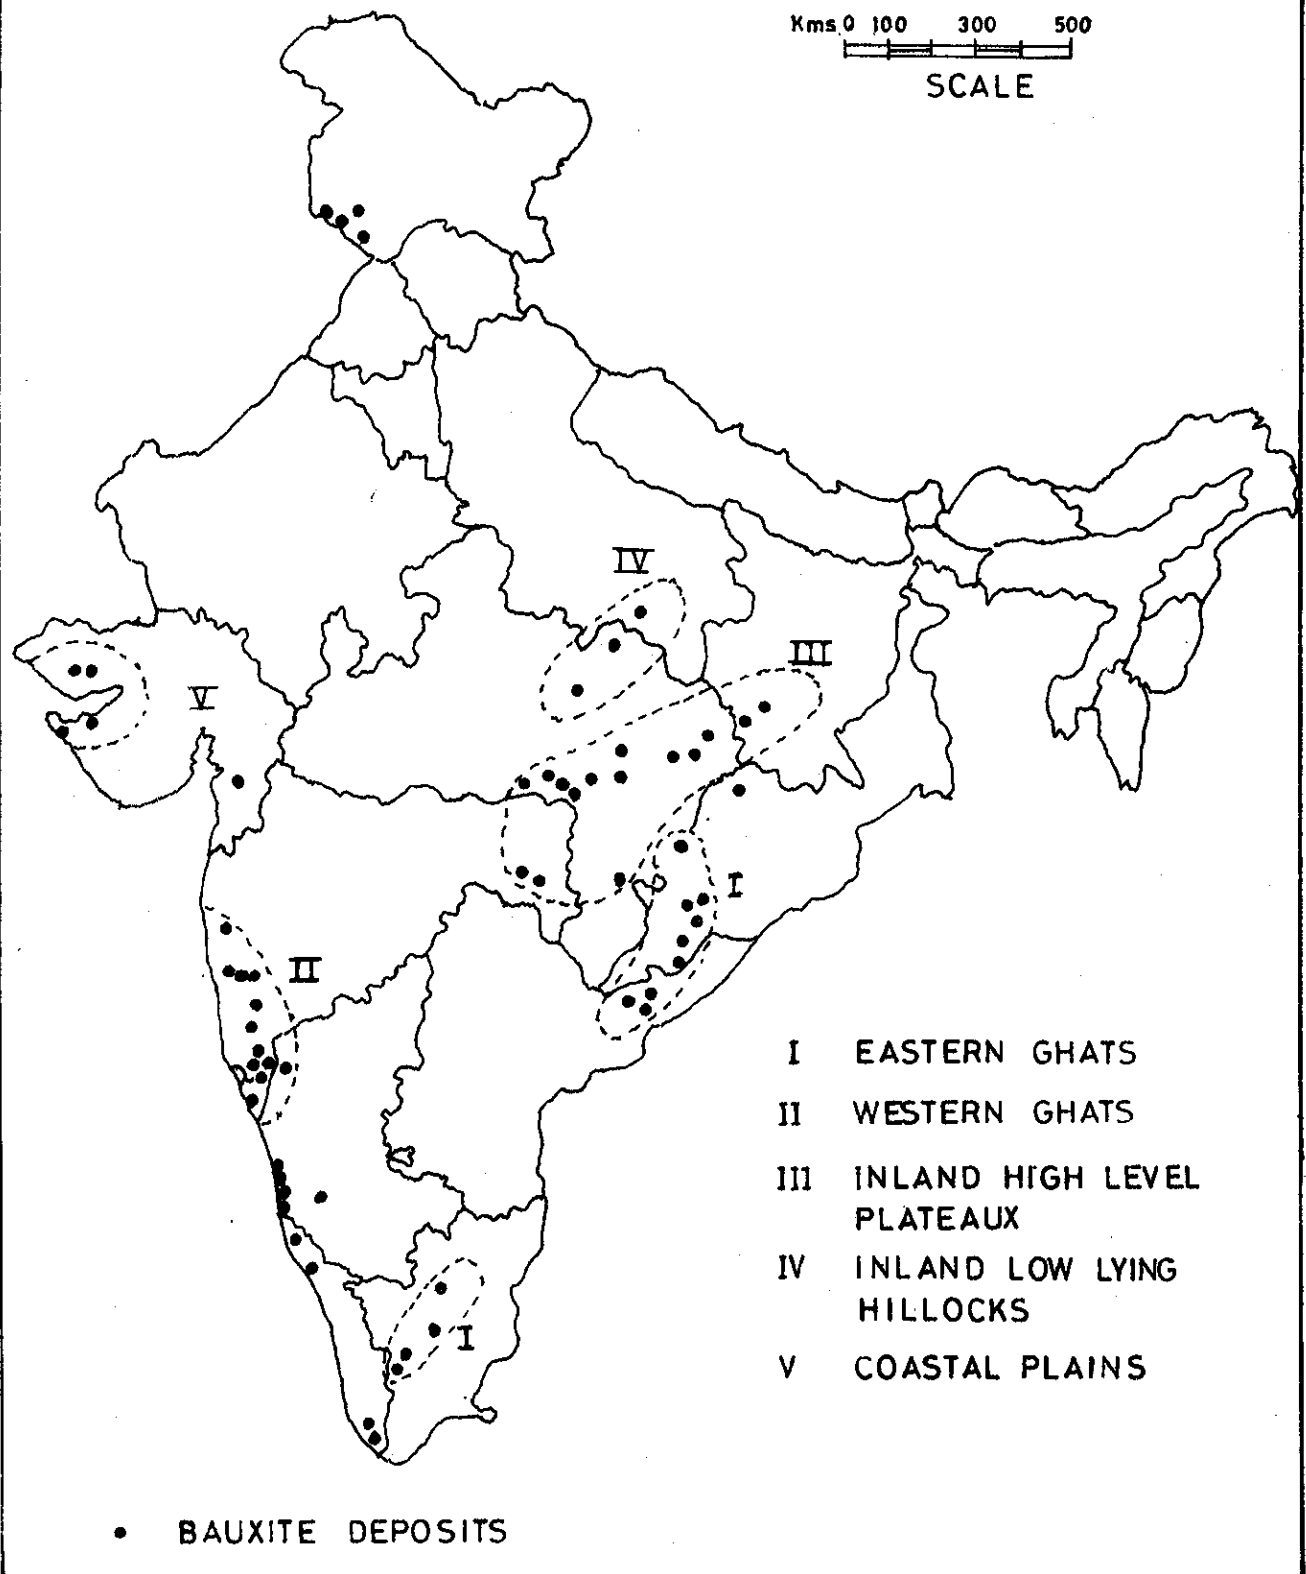 Kms 0 100 300 500
SCALE
IV
III
V
I
II
I EASTERN GHATS
II WESTERN GHATS
III INLAND HIGH LEVEL
PLATEAUX
IV INLAND LOW LYING
HILLOCKS
I
V COASTAL PLAINS
• BAUXITE DEPOSITS